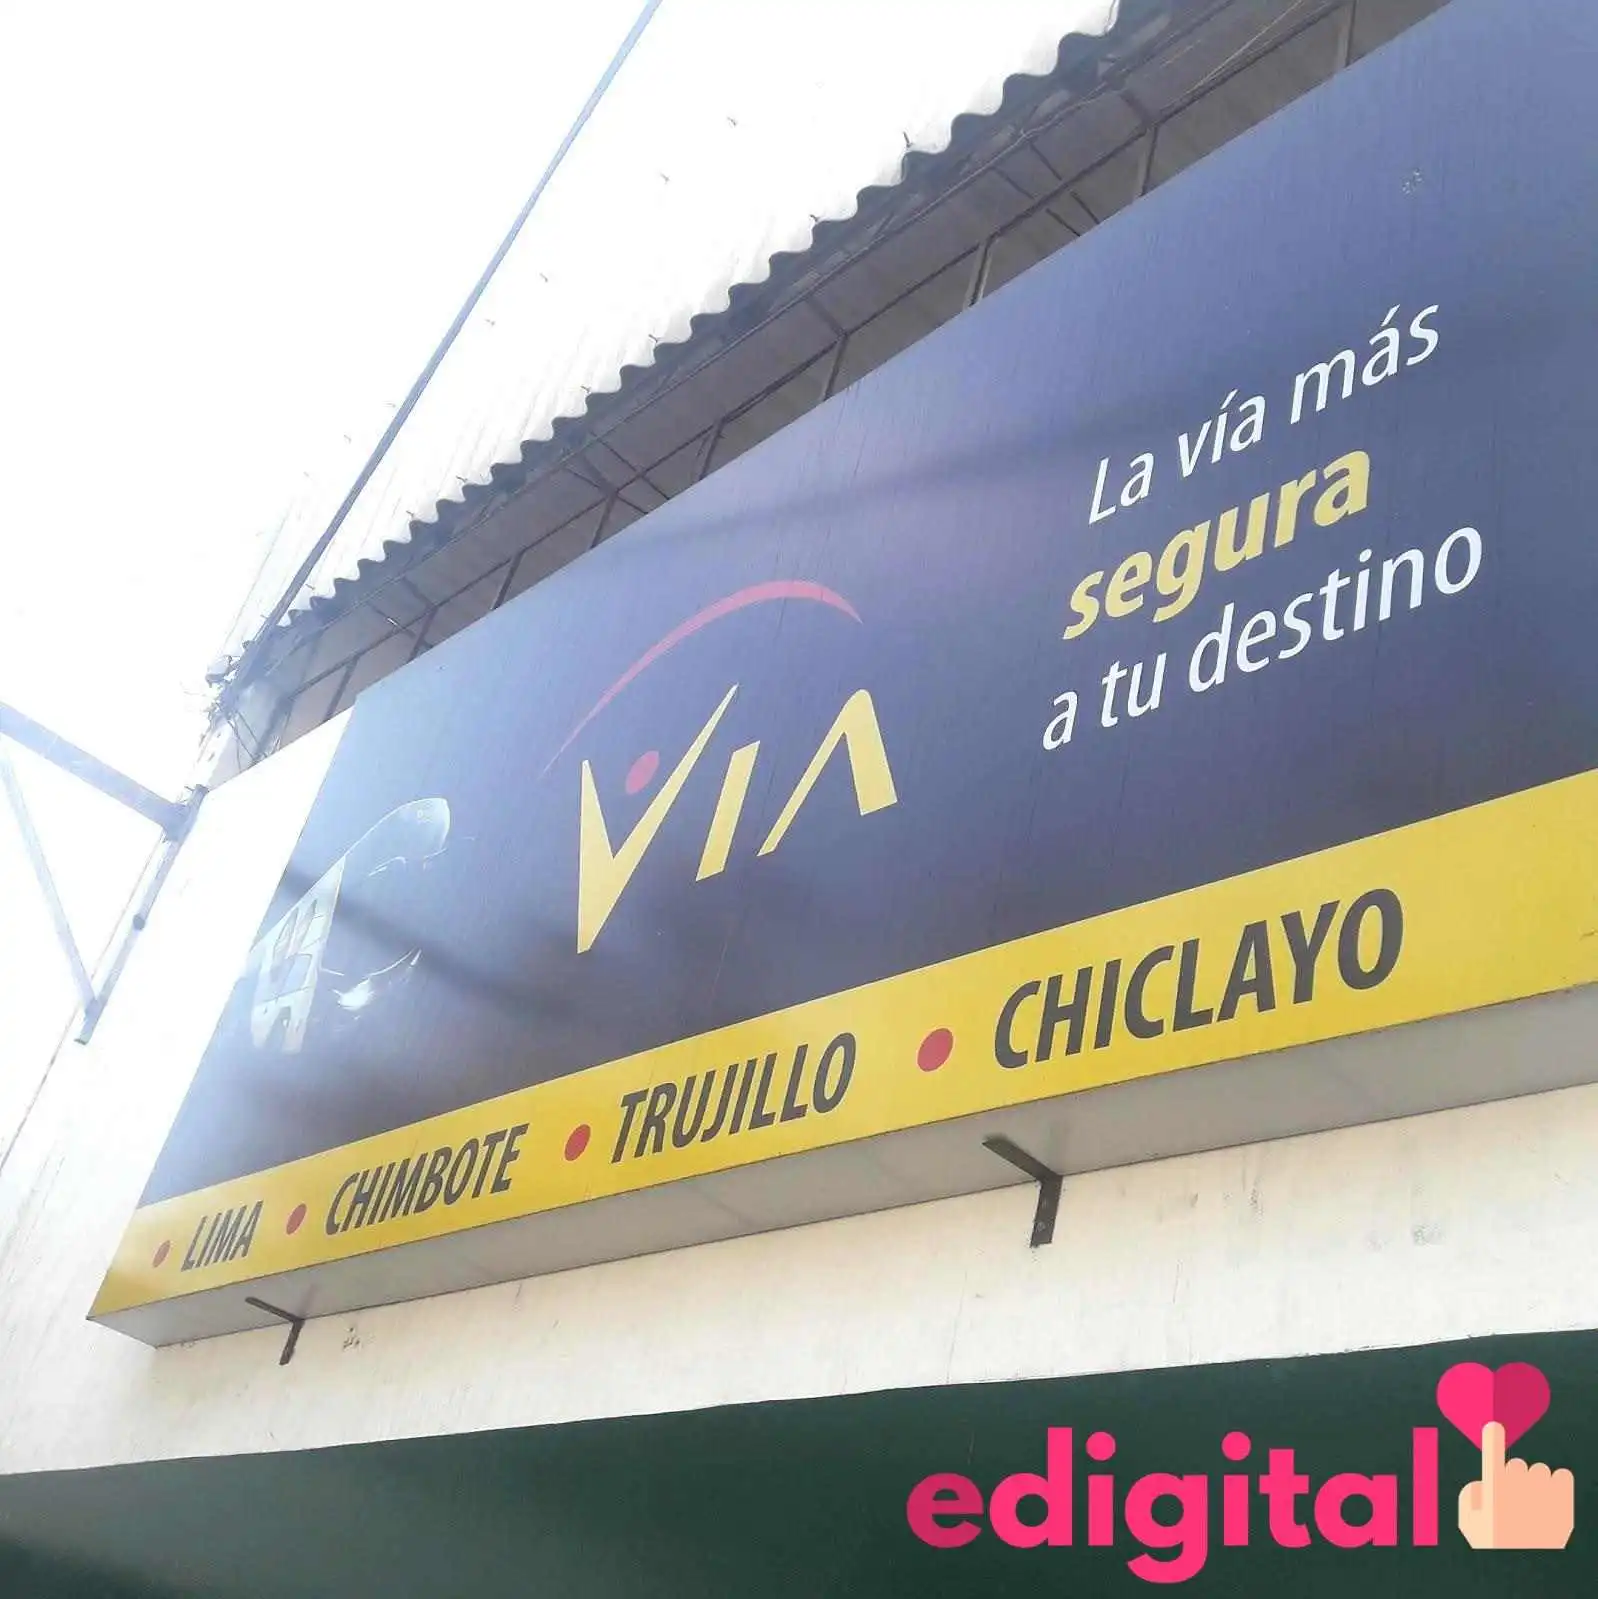 La vía más
segura
a tu destino
VIA
• LIMA • CHIMBOTE • TRUJILLO • CHICLAYO
edigital